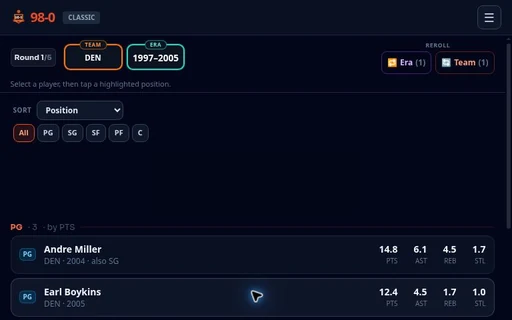 98-0 CLASSIC
TEAM ERA REROLL
Round 1/5 DEN 1997–2005 Era (1) Team (1)
Select a player, then tap a highlighted position.
SORT Position
All PG SG SF PF C
PG · 3 · by PTS
PG Andre Miller 14.8 6.1 4.5 1.7
DEN · 2004 · also SG PTS AST REB STL
PG Earl Boykins 12.4 4.5 1.7 1.0
DEN · 2005 PTS AST REB STL